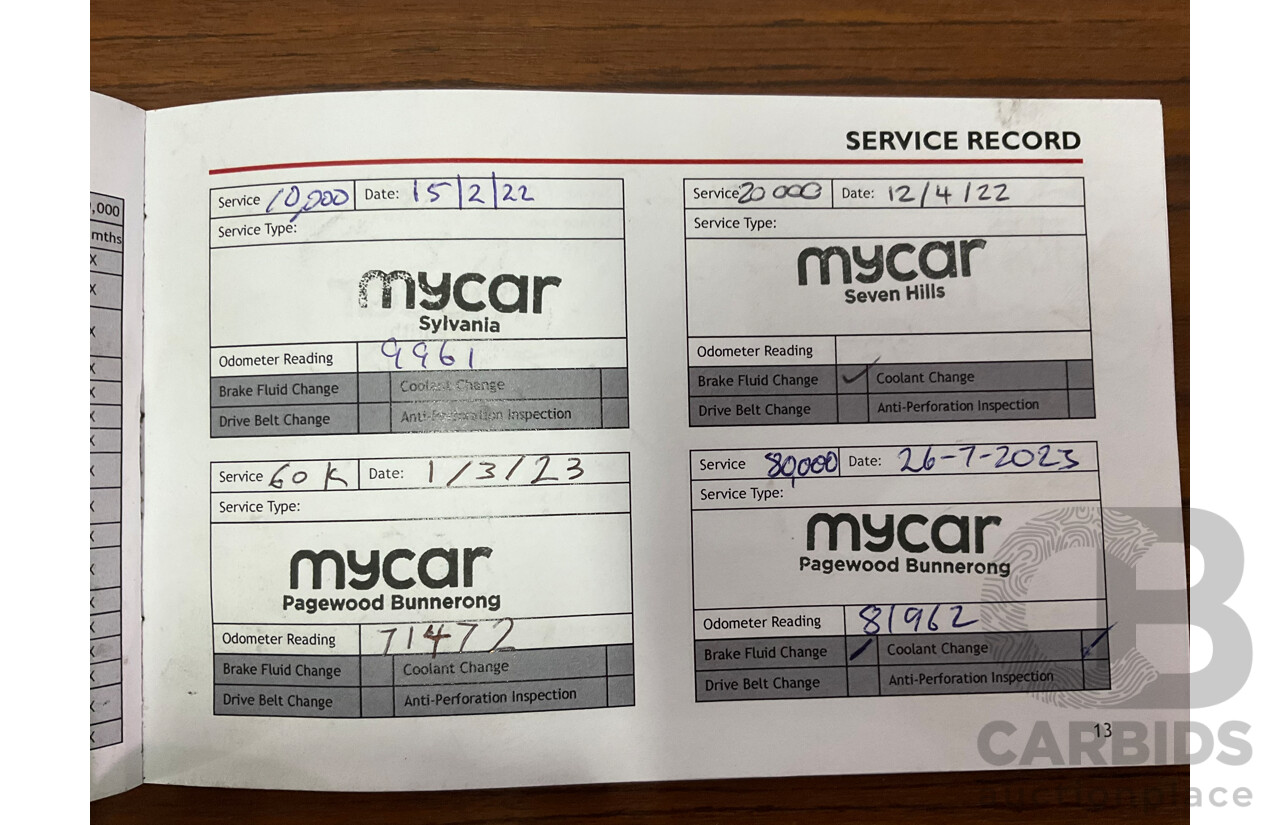 SERVICE RECORD
,000
mths
X
X
X
X
X
X
X
X
X
X
X
X
X
Service 10,000 Date: 15/2/22
Service Type:
mycar
Sylvania
Odometer Reading 9961
Brake Fluid Change Coolant Change
Drive Belt Change Anti-Perforation Inspection
Service 20 000 Date: 12/4/22
Service Type:
mycar
Seven Hills
Odometer Reading
Brake Fluid Change ✓ Coolant Change
Drive Belt Change Anti-Perforation Inspection
Service 60K Date: 1/3/23
Service Type:
mycar
Pagewood Bunnerong
Odometer Reading 71472
Brake Fluid Change Coolant Change
Drive Belt Change Anti-Perforation Inspection
Service 80,000 Date: 26-7-2023
Service Type:
mycar
Pagewood Bunnerong
Odometer Reading 81962
Brake Fluid Change ✓ Coolant Change ✓
Drive Belt Change Anti-Perforation Inspection
13
CB
CARBIDS
auctionplace